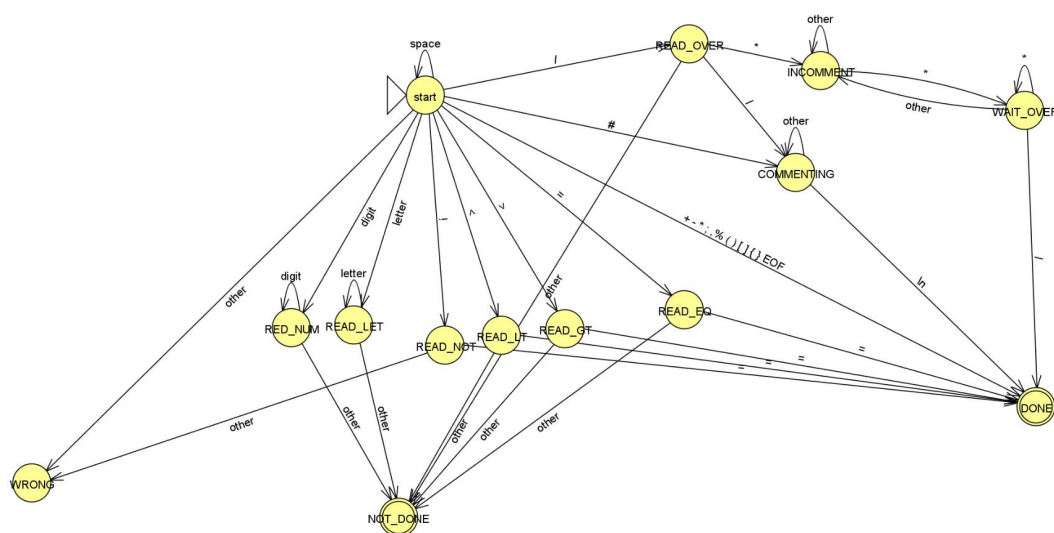 other
space
READ_OVER
*
*
/
INCOMMENT
*
start
other
WAIT_OVER
#
/
other
COMMENTING
/
digit
letter
!
<
>
=
+ - * ; , % ( ) [ ] { } EOF
other
other
\n
digit
letter
RED_NUM
READ_LET
READ_NOT
READ_LT
READ_GT
READ_EQ
=
=
=
=
DONE
other
other
other
other
other
other
WRONG
NOT_DONE